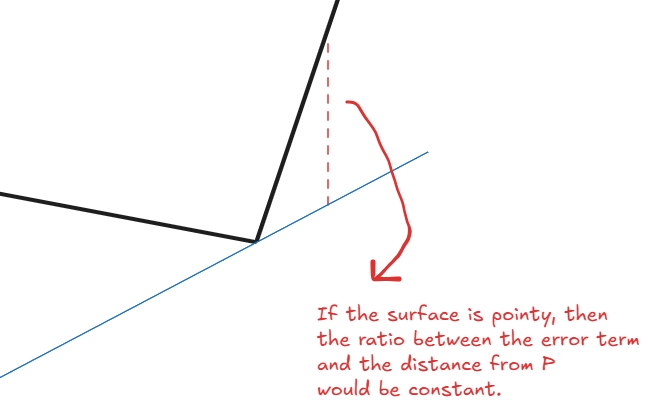 If the surface is pointy, then
the ratio between the error term
and the distance from P
would be constant.